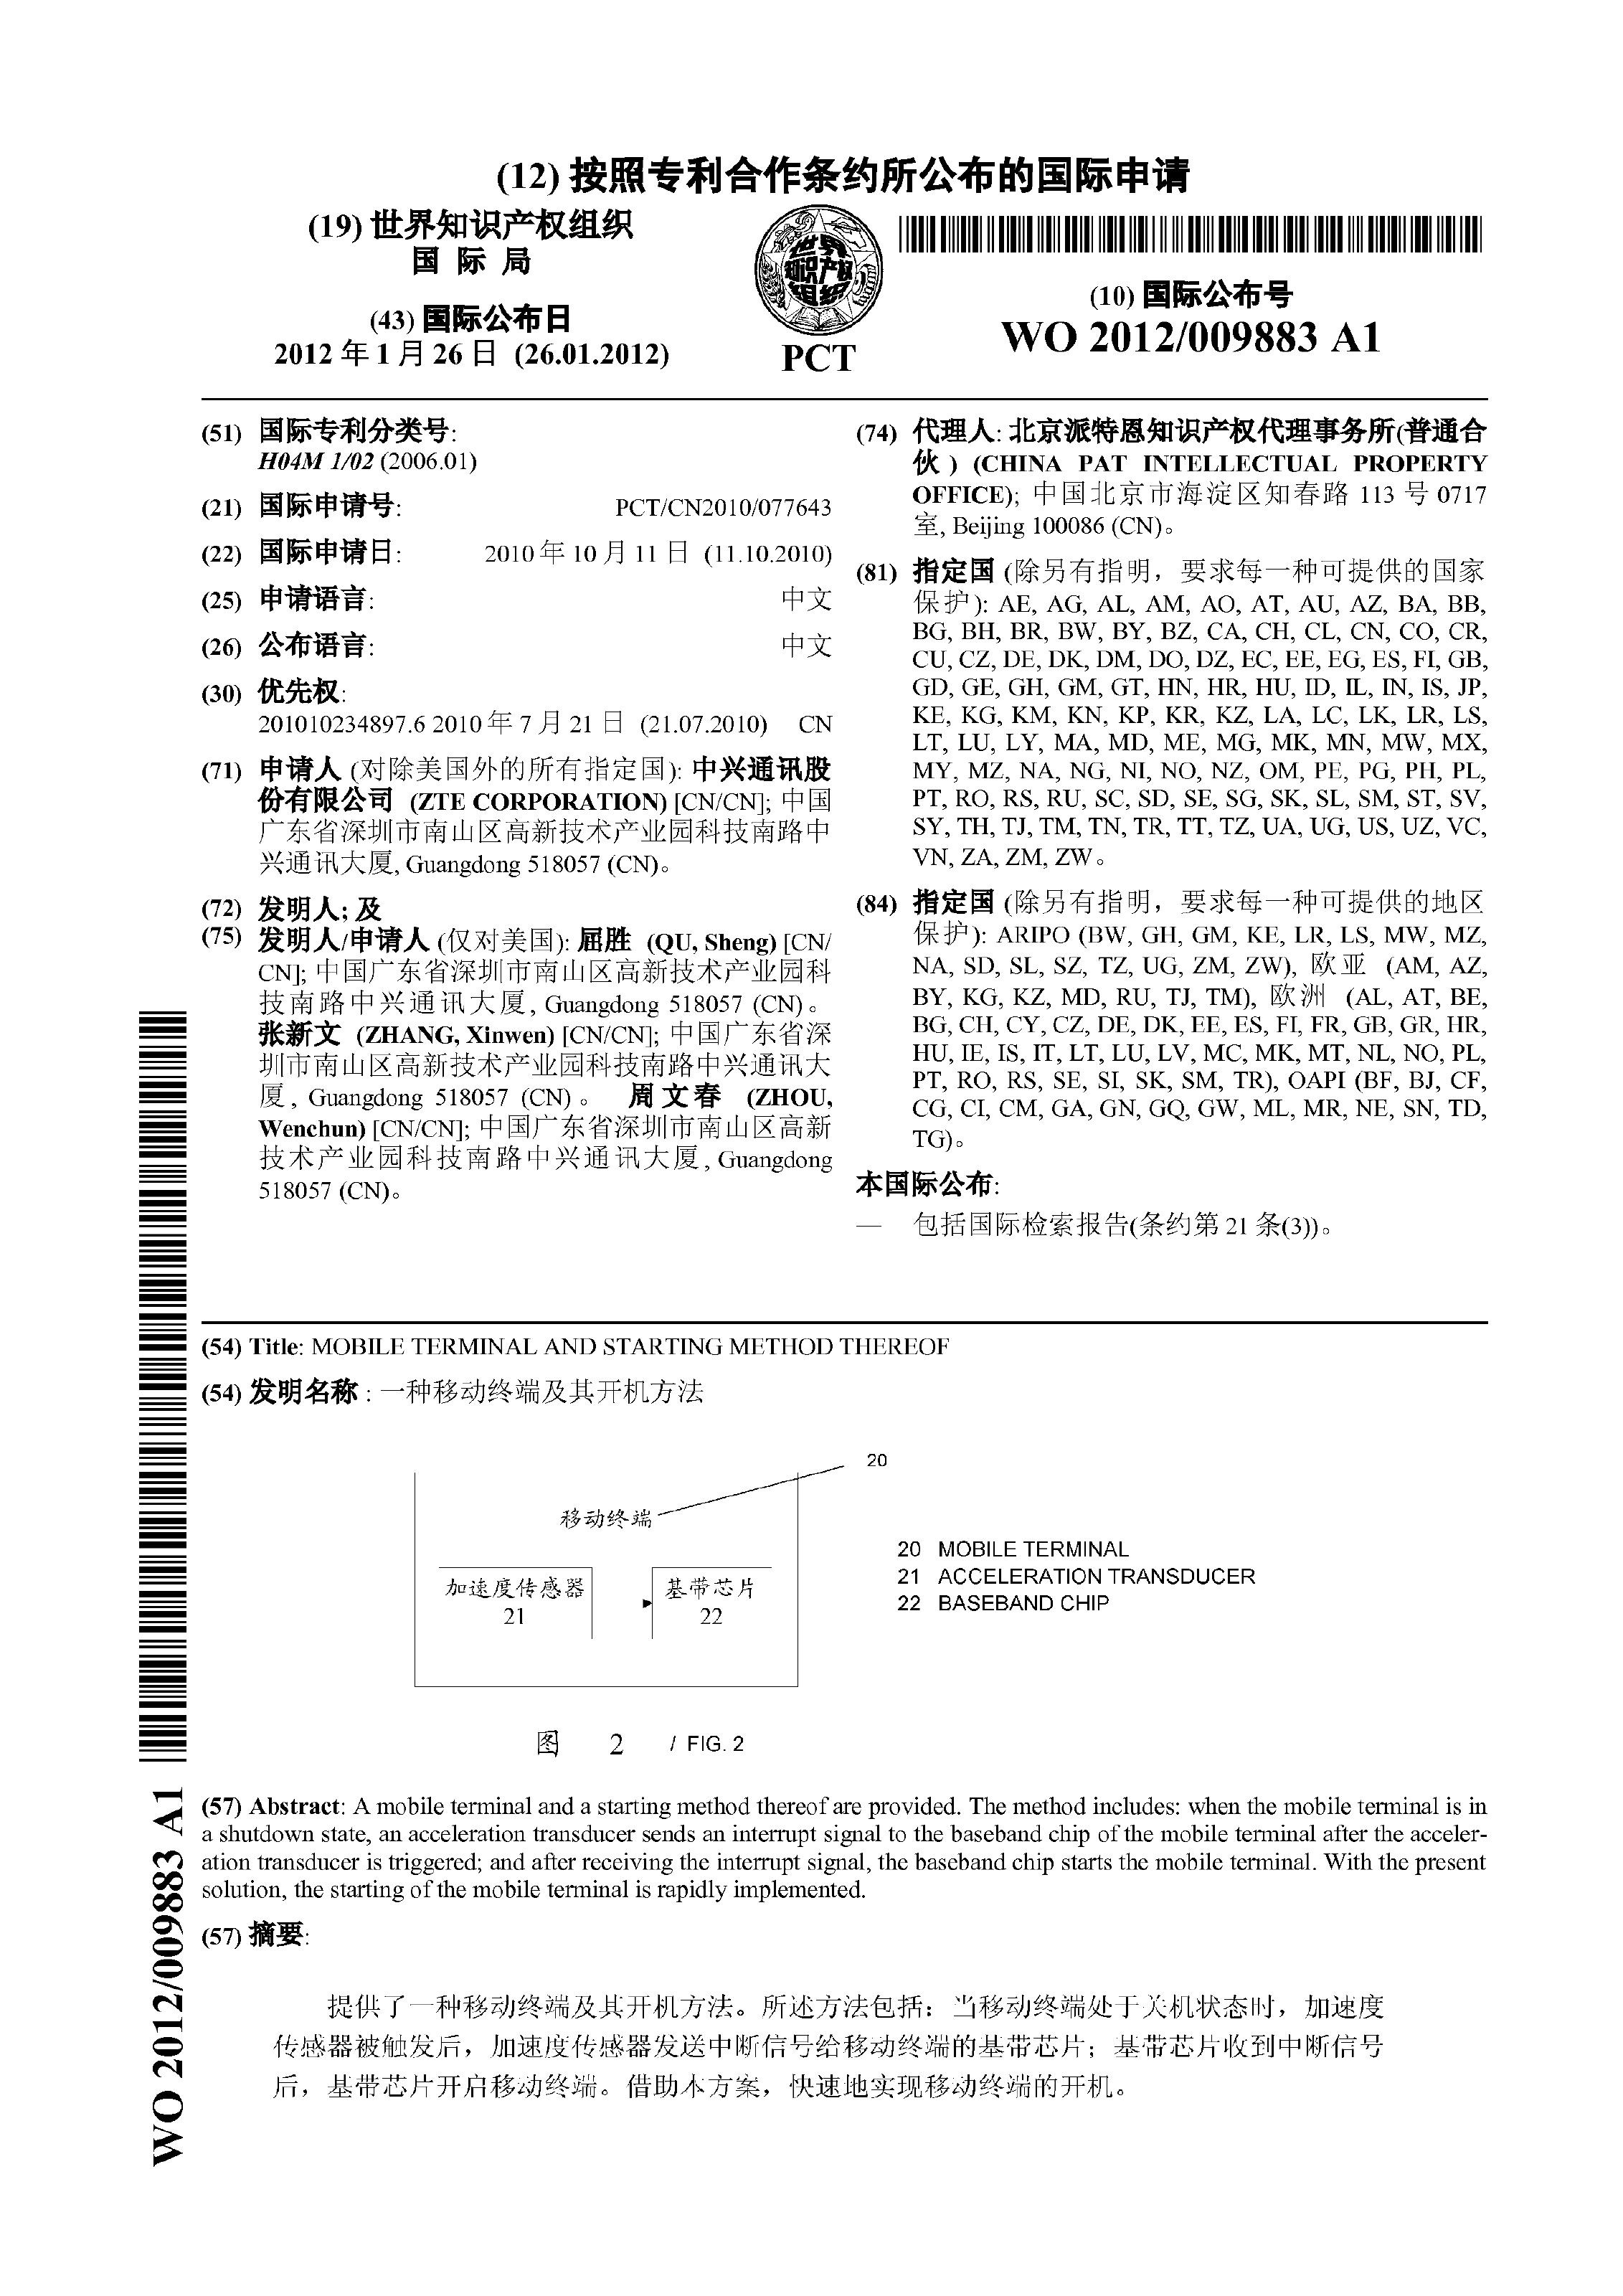 (12) 按照专利合作条约所公布的国际申请
(19) 世界知识产权组织
国 际 局
(43) 国际公布日
2012 年 1 月 26 日 (26.01.2012)
世界
知识产权
组织
PCT
(10) 国际公布号
WO 2012/009883 A1
(51) 国际专利分类号:
H04M 1/02 (2006.01)
(21) 国际申请号: PCT/CN2010/077643
(22) 国际申请日: 2010 年 10 月 11 日 (11.10.2010)
(25) 申请语言: 中文
(26) 公布语言: 中文
(30) 优先权:
201010234897.6 2010 年 7 月 21 日 (21.07.2010) CN
(71) 申请人 (对除美国外的所有指定国): 中兴通讯股
份有限公司 (ZTE CORPORATION) [CN/CN]; 中国
广东省深圳市南山区高新技术产业园科技南路中
兴通讯大厦, Guangdong 518057 (CN)。
(72) 发明人; 及
(75) 发明人/申请人 (仅对美国): 屈胜 (QU, Sheng) [CN/
CN]; 中国广东省深圳市南山区高新技术产业园科
技南路中兴通讯大厦, Guangdong 518057 (CN)。
张新文 (ZHANG, Xinwen) [CN/CN]; 中国广东省深
圳市南山区高新技术产业园科技南路中兴通讯大
厦, Guangdong 518057 (CN)。 周文春 (ZHOU,
Wenchun) [CN/CN]; 中国广东省深圳市南山区高新
技术产业园科技南路中兴通讯大厦, Guangdong
518057 (CN)。
(74) 代理人: 北京派特恩知识产权代理事务所(普通合
伙) (CHINA PAT INTELLECTUAL PROPERTY
OFFICE); 中国北京市海淀区知春路 113 号 0717
室, Beijing 100086 (CN)。
(81) 指定国 (除另有指明，要求每一种可提供的国家
保护): AE, AG, AL, AM, AO, AT, AU, AZ, BA, BB,
BG, BH, BR, BW, BY, BZ, CA, CH, CL, CN, CO, CR,
CU, CZ, DE, DK, DM, DO, DZ, EC, EE, EG, ES, FI, GB,
GD, GE, GH, GM, GT, HN, HR, HU, ID, IL, IN, IS, JP,
KE, KG, KM, KN, KP, KR, KZ, LA, LC, LK, LR, LS,
LT, LU, LY, MA, MD, ME, MG, MK, MN, MW, MX,
MY, MZ, NA, NG, NI, NO, NZ, OM, PE, PG, PH, PL,
PT, RO, RS, RU, SC, SD, SE, SG, SK, SL, SM, ST, SV,
SY, TH, TJ, TM, TN, TR, TT, TZ, UA, UG, US, UZ, VC,
VN, ZA, ZM, ZW。
(84) 指定国 (除另有指明，要求每一种可提供的地区
保护): ARIPO (BW, GH, GM, KE, LR, LS, MW, MZ,
NA, SD, SL, SZ, TZ, UG, ZM, ZW), 欧亚 (AM, AZ,
BY, KG, KZ, MD, RU, TJ, TM), 欧洲 (AL, AT, BE,
BG, CH, CY, CZ, DE, DK, EE, ES, FI, FR, GB, GR, HR,
HU, IE, IS, IT, LT, LU, LV, MC, MK, MT, NL, NO, PL,
PT, RO, RS, SE, SI, SK, SM, TR), OAPI (BF, BJ, CF,
CG, CI, CM, GA, GN, GQ, GW, ML, MR, NE, SN, TD,
TG)。
本国际公布:
— 包括国际检索报告(条约第 21 条(3))。
(54) Title: MOBILE TERMINAL AND STARTING METHOD THEREOF
(54) 发明名称 : 一种移动终端及其开机方法
20
移动终端
加速度传感器
21
基带芯片
22
20 MOBILE TERMINAL
21 ACCELERATION TRANSDUCER
22 BASEBAND CHIP
图 2 / FIG. 2
(57) Abstract: A mobile terminal and a starting method thereof are provided. The method includes: when the mobile terminal is in
a shutdown state, an acceleration transducer sends an interrupt signal to the baseband chip of the mobile terminal after the acceler-
ation transducer is triggered; and after receiving the interrupt signal, the baseband chip starts the mobile terminal. With the present
solution, the starting of the mobile terminal is rapidly implemented.
(57) 摘要:
提供了一种移动终端及其开机方法。所述方法包括：当移动终端处于关机状态时，加速度
传感器被触发后，加速度传感器发送中断信号给移动终端的基带芯片；基带芯片收到中断信号
后，基带芯片开启移动终端。借助本方案，快速地实现移动终端的开机。
WO 2012/009883 A1